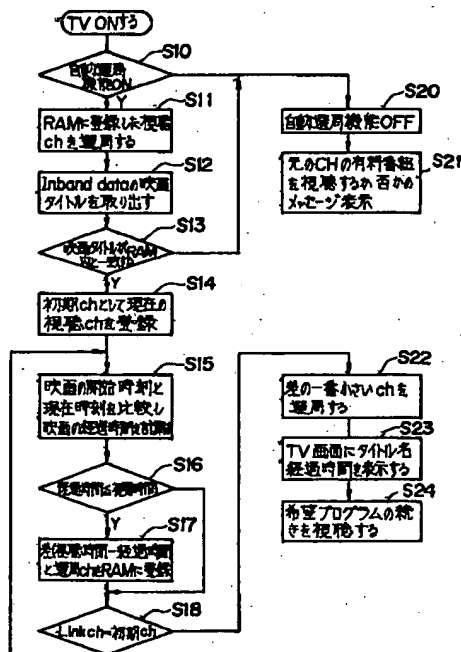 TV ONする
S10
自動選局
機能ON
Y
S11
RAMに登録した視聴
chを選局する
S12
Inband dataの映画
タイトルを取り出す
S13
映画タイトルが RAM
と一致する
Y
S14
初期chとして現在の
視聴chを登録
S15
映画の開始時刻と
現在時刻を比較し
映画の経過時間を計算
S16
経過時間≦視聴時間
Y
S17
差(視聴時間-経過時間)
と選局chをRAMに登録
S18
Link ch=初期ch
S20
自動選局機能OFF
S21
元のCHの有料番組
を視聴するか否かの
メッセージ表示
S22
差の一番小さいchを
選局する
S23
TV画面にタイトル名
経過時間を表示する
S24
希望プログラムの続
きを視聴する